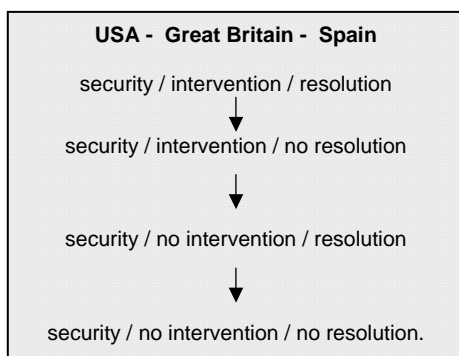 USA - Great Britain - Spain
security / intervention / resolution
security / intervention / no resolution
security / no intervention / resolution
security / no intervention / no resolution.